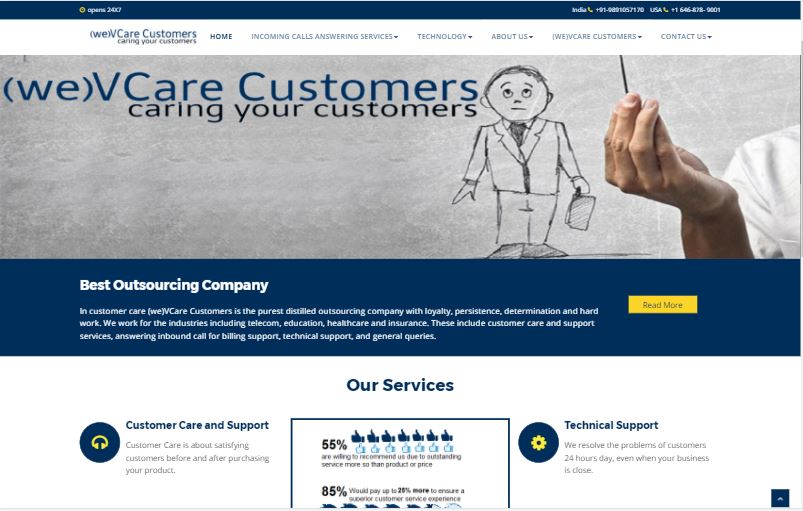 opens 24X7
India +91-9891057170 USA +1 646-878- 9001
(we)VCare Customers
caring your customers
HOME INCOMING CALLS ANSWERING SERVICES TECHNOLOGY ABOUT US (WE)VCARE CUSTOMERS CONTACT US
(we)VCare Customers
caring your customers
Best Outsourcing Company
In customer care (we)VCare Customers is the purest distilled outsourcing company with loyalty, persistence, determination and hard
work. We work for the industries including telecom, education, healthcare and insurance. These include customer care and support
services, answering inbound call for billing support, technical support, and general queries.
Read More
Our Services
Customer Care and Support
Customer Care is about satisfying
customers before and after purchasing
your product.
55%
are willing to recommend us due to outstanding
service more so than product or price
85% Would pay up to 25% more to ensure a
superior customer service experience
Technical Support
We resolve the problems of customers
24 hours day, even when your business
is close.